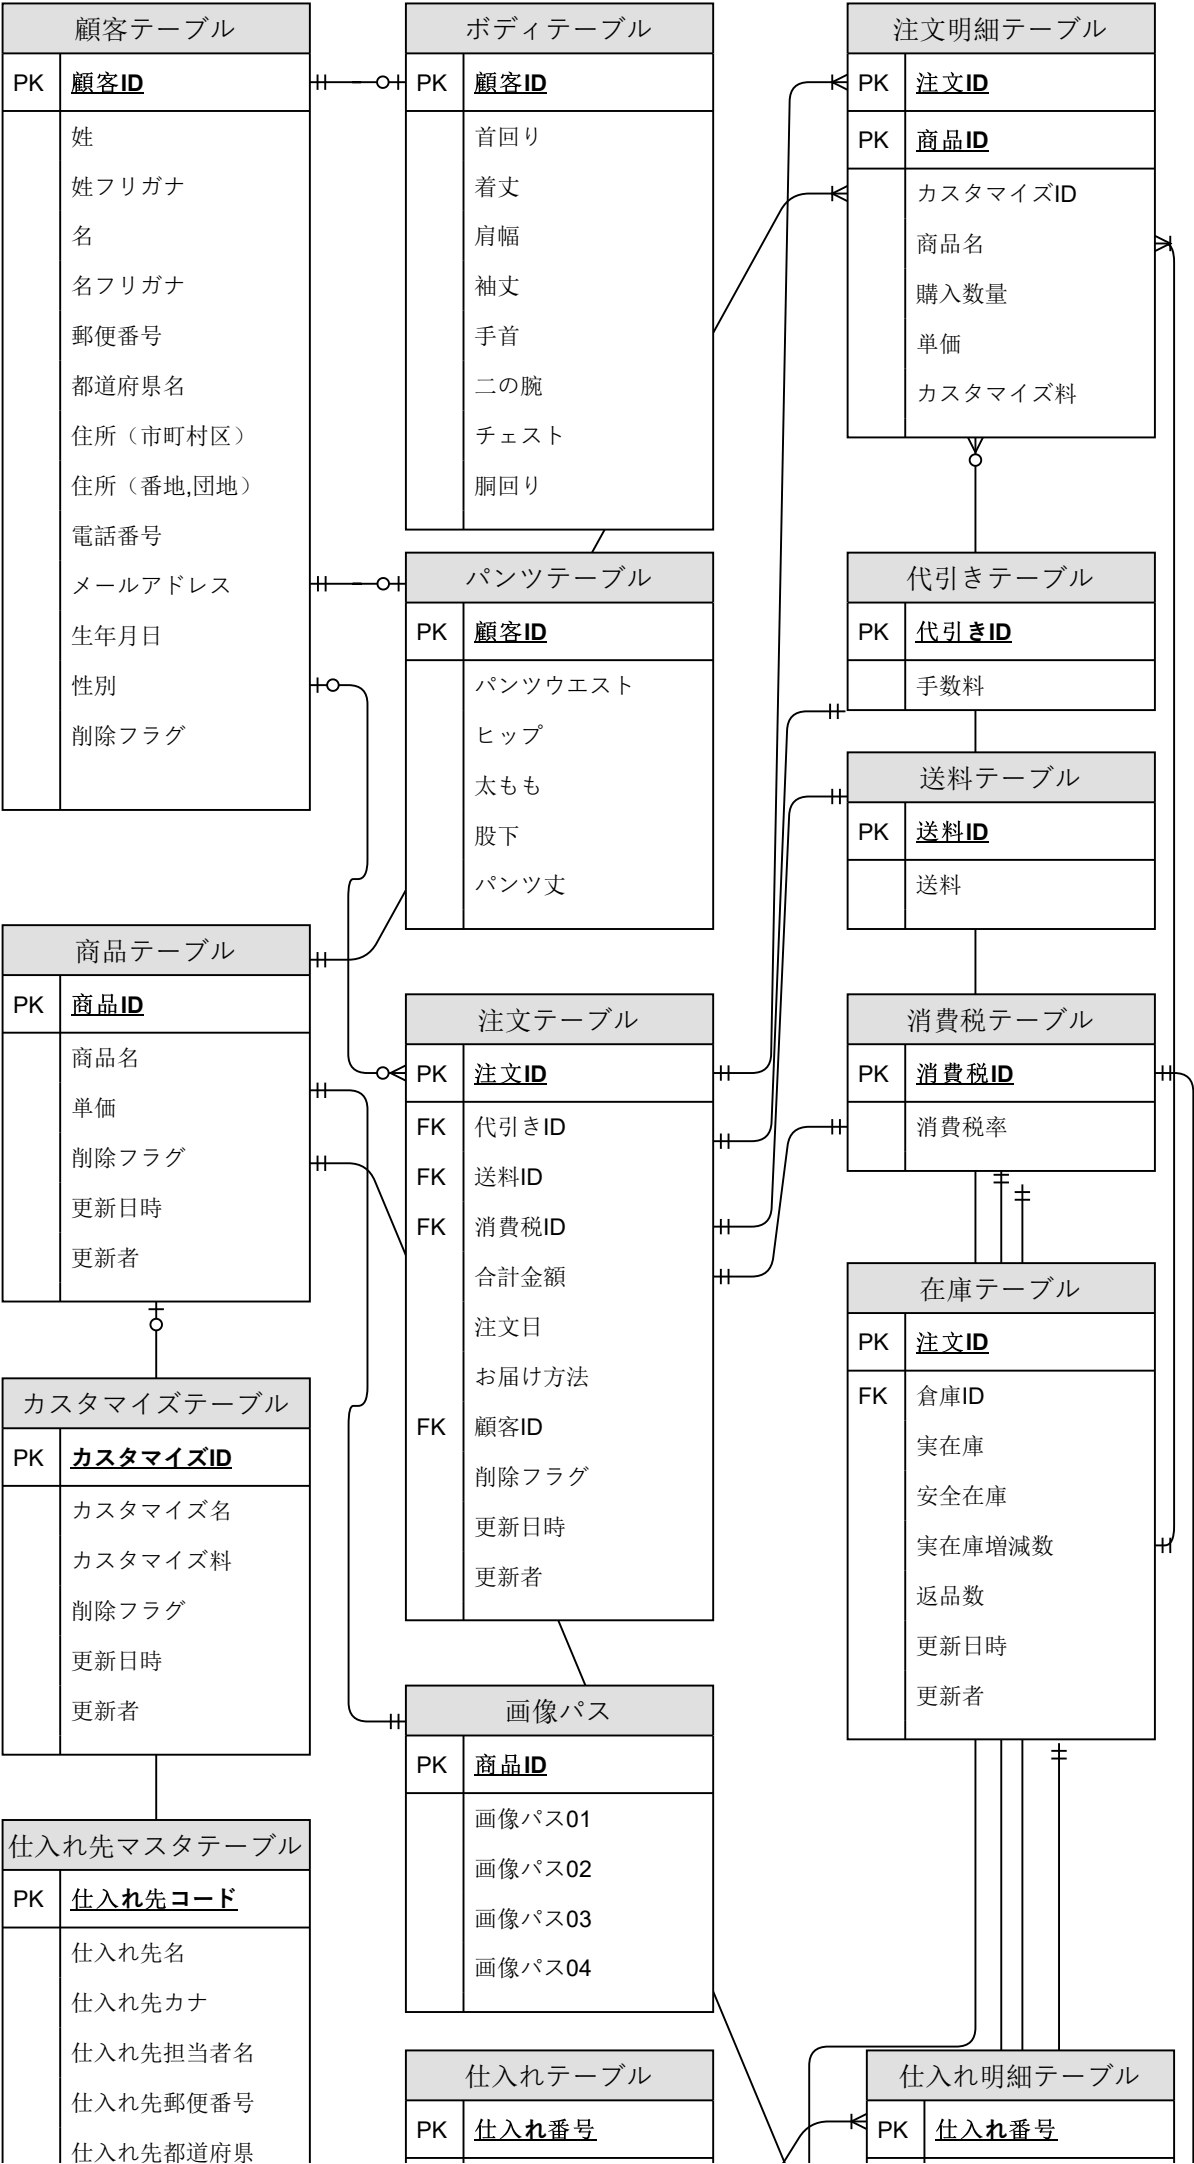 顧客テーブル
PK 顧客ID
姓
姓フリガナ
名
名フリガナ
郵便番号
都道府県名
住所（市町村区）
住所（番地,団地）
電話番号
メールアドレス
生年月日
性別
削除フラグ
ボディテーブル
PK 顧客ID
首回り
着丈
肩幅
袖丈
手首
二の腕
チェスト
胴回り
注文明細テーブル
PK 注文ID
PK 商品ID
カスタマイズID
商品名
購入数量
単価
カスタマイズ料
パンツテーブル
PK 顧客ID
パンツウエスト
ヒップ
太もも
股下
パンツ丈
代引きテーブル
PK 代引きID
手数料
送料テーブル
PK 送料ID
送料
商品テーブル
PK 商品ID
商品名
単価
削除フラグ
更新日時
更新者
注文テーブル
PK 注文ID
FK 代引きID
FK 送料ID
FK 消費税ID
合計金額
注文日
お届け方法
FK 顧客ID
削除フラグ
更新日時
更新者
消費税テーブル
PK 消費税ID
消費税率
在庫テーブル
PK 注文ID
FK 倉庫ID
実在庫
安全在庫
実在庫増減数
返品数
更新日時
更新者
カスタマイズテーブル
PK カスタマイズID
カスタマイズ名
カスタマイズ料
削除フラグ
更新日時
更新者
画像パス
PK 商品ID
画像パス01
画像パス02
画像パス03
画像パス04
仕入れ先マスタテーブル
PK 仕入れ先コード
仕入れ先名
仕入れ先カナ
仕入れ先担当者名
仕入れ先郵便番号
仕入れ先都道府県
仕入れテーブル
PK 仕入れ番号
仕入れ明細テーブル
PK 仕入れ番号